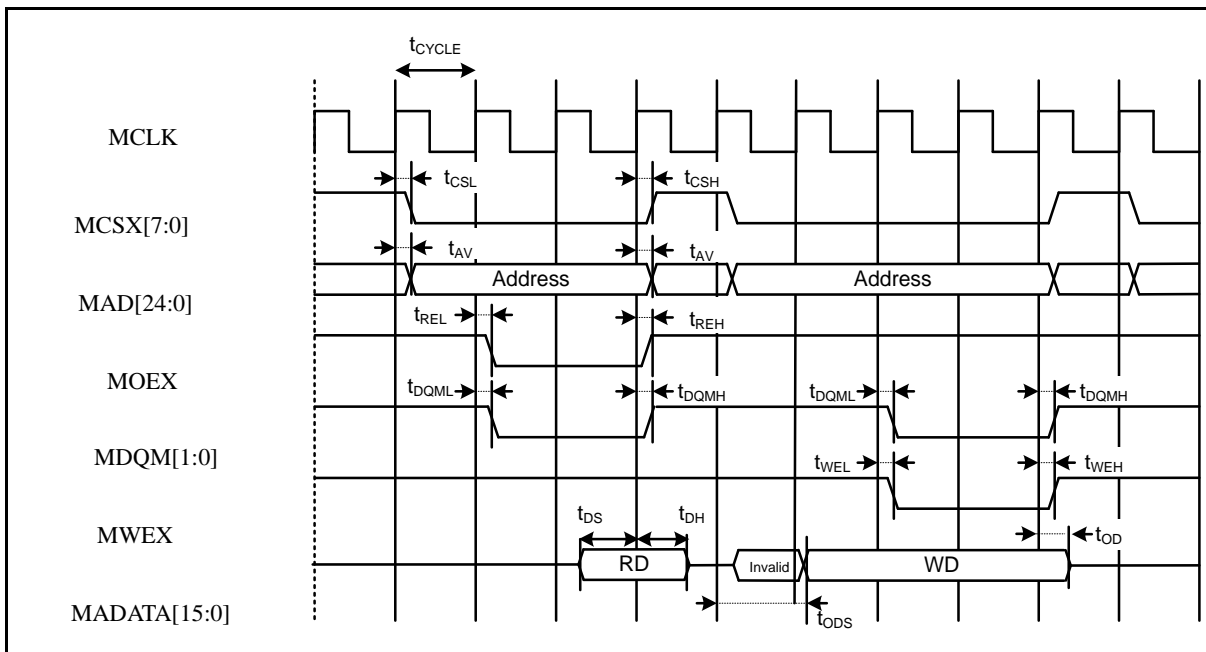 tCYCLE
MCLK
tCSL tCSH
MCSX[7:0]
tAV tAV
Address Address
MAD[24:0]
tREL tREH
MOEX
tDQML tDQMH tDQML tDQMH
MDQM[1:0]
tWEL tWEH
MWEX
tDS tDH tOD
RD Invalid WD
MADATA[15:0]
tODS